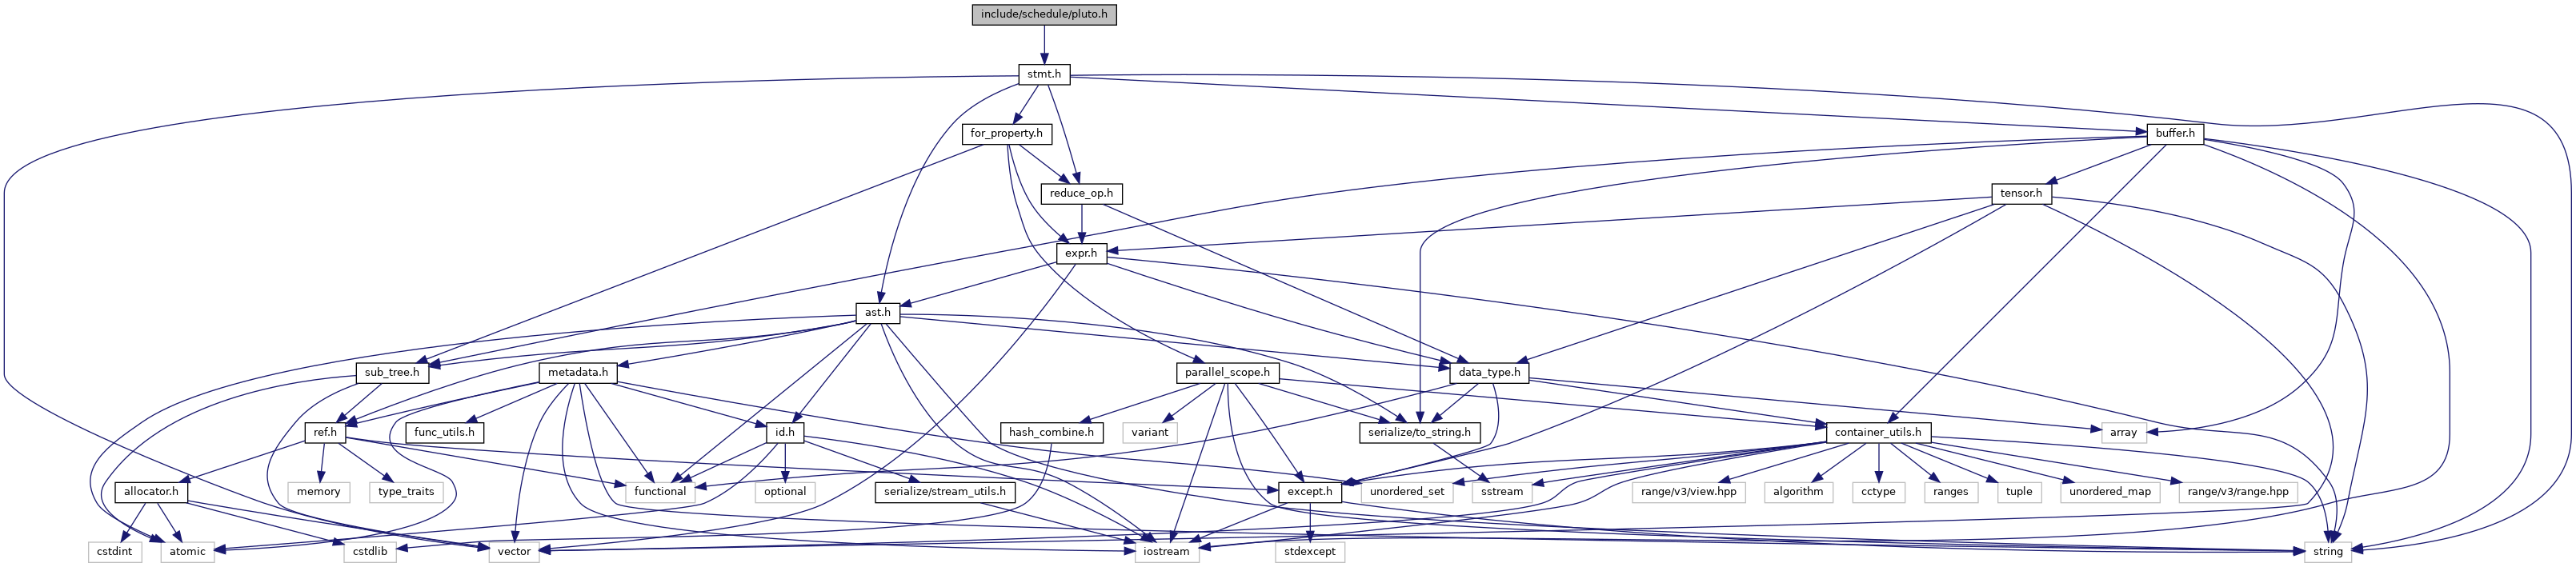 include/schedule/pluto.h
stmt.h
for_property.h
buffer.h
reduce_op.h
tensor.h
expr.h
ast.h
sub_tree.h
metadata.h
parallel_scope.h
data_type.h
ref.h
func_utils.h
id.h
hash_combine.h
variant
serialize/to_string.h
container_utils.h
array
allocator.h
memory
type_traits
functional
optional
serialize/stream_utils.h
except.h
unordered_set
sstream
range/v3/view.hpp
algorithm
cctype
ranges
tuple
unordered_map
range/v3/range.hpp
cstdint
atomic
cstdlib
vector
iostream
stdexcept
string